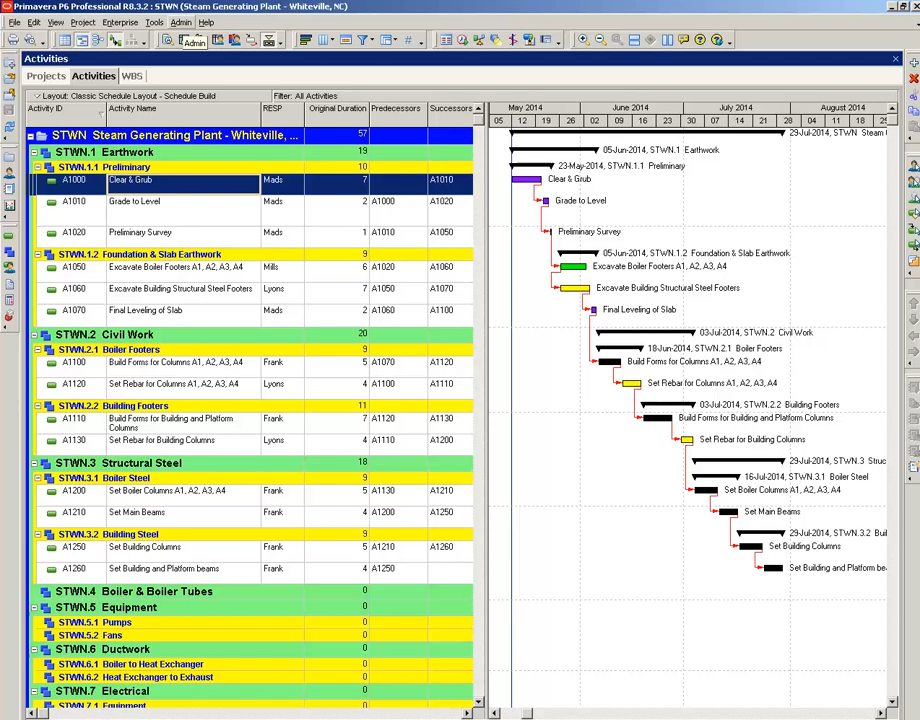 Primavera P6 Professional R8.3.2 : STWN (Steam Generating Plant - Whiteville, NC)
File Edit View Project Enterprise Tools Admin Help
Admin
Activities
Projects Activities WBS
Layout: Classic Schedule Layout - Schedule Build Filter: All Activities
Activity ID Activity Name RESP Original Duration Predecessors Successors
May 2014 June 2014 July 2014 August 2014
05 12 19 26 02 09 16 23 30 07 14 21 28 04 11 18 25
STWN Steam Generating Plant - Whiteville, ... 57 29-Jul-2014, STWN Steam
STWN.1 Earthwork 19 05-Jun-2014, STWN.1 Earthwork
STWN.1.1 Preliminary 10 23-May-2014, STWN.1.1 Preliminary
A1000 Clear & Grub Mads 7 A1010 Clear & Grub
A1010 Grade to Level Mads 2 A1000 A1020 Grade to Level
A1020 Preliminary Survey Mads 1 A1010 A1050 Preliminary Survey
STWN.1.2 Foundation & Slab Earthwork 9 05-Jun-2014, STWN.1.2 Foundation & Slab Earthwork
A1050 Excavate Boiler Footers A1, A2, A3, A4 Mills 6 A1020 A1060 Excavate Boiler Footers A1, A2, A3, A4
A1060 Excavate Building Structural Steel Footers Lyons 7 A1050 A1070 Excavate Building Structural Steel Footers
A1070 Final Leveling of Slab Lyons 2 A1060 A1100 Final Leveling of Slab
STWN.2 Civil Work 20 03-Jul-2014, STWN.2 Civil Work
STWN.2.1 Boiler Footers 9 18-Jun-2014, STWN.2.1 Boiler Footers
A1100 Build Forms for Columns A1, A2, A3, A4 Frank 5 A1070 A1120 Build Forms for Columns A1, A2, A3, A4
A1120 Set Rebar for Columns A1, A2, A3, A4 Lyons 4 A1100 A1110 Set Rebar for Columns A1, A2, A3, A4
STWN.2.2 Building Footers 11 03-Jul-2014, STWN.2.2 Building Footers
A1110 Build Forms for Building and Platform Columns Frank 7 A1120 A1130 Build Forms for Building and Platform Columns
A1130 Set Rebar for Building Columns Lyons 4 A1110 A1200 Set Rebar for Building Columns
STWN.3 Structural Steel 18 29-Jul-2014, STWN.3 Struc
STWN.3.1 Boiler Steel 9 16-Jul-2014, STWN.3.1 Boiler Steel
A1200 Set Boiler Columns A1, A2, A3, A4 Frank 5 A1130 A1210 Set Boiler Columns A1, A2, A3, A4
A1210 Set Main Beams Frank 4 A1200 A1250 Set Main Beams
STWN.3.2 Building Steel 9 29-Jul-2014, STWN.3.2 Buil
A1250 Set Building Columns Frank 5 A1210 A1260 Set Building Columns
A1260 Set Building and Platform beams Frank 4 A1250 Set Building and Platform bea
STWN.4 Boiler & Boiler Tubes 0
STWN.5 Equipment 0
STWN.5.1 Pumps 0
STWN.5.2 Fans 0
STWN.6 Ductwork 0
STWN.6.1 Boiler to Heat Exchanger 0
STWN.6.2 Heat Exchanger to Exhaust 0
STWN.7 Electrical 0
STWN.7.1 Equipment 0